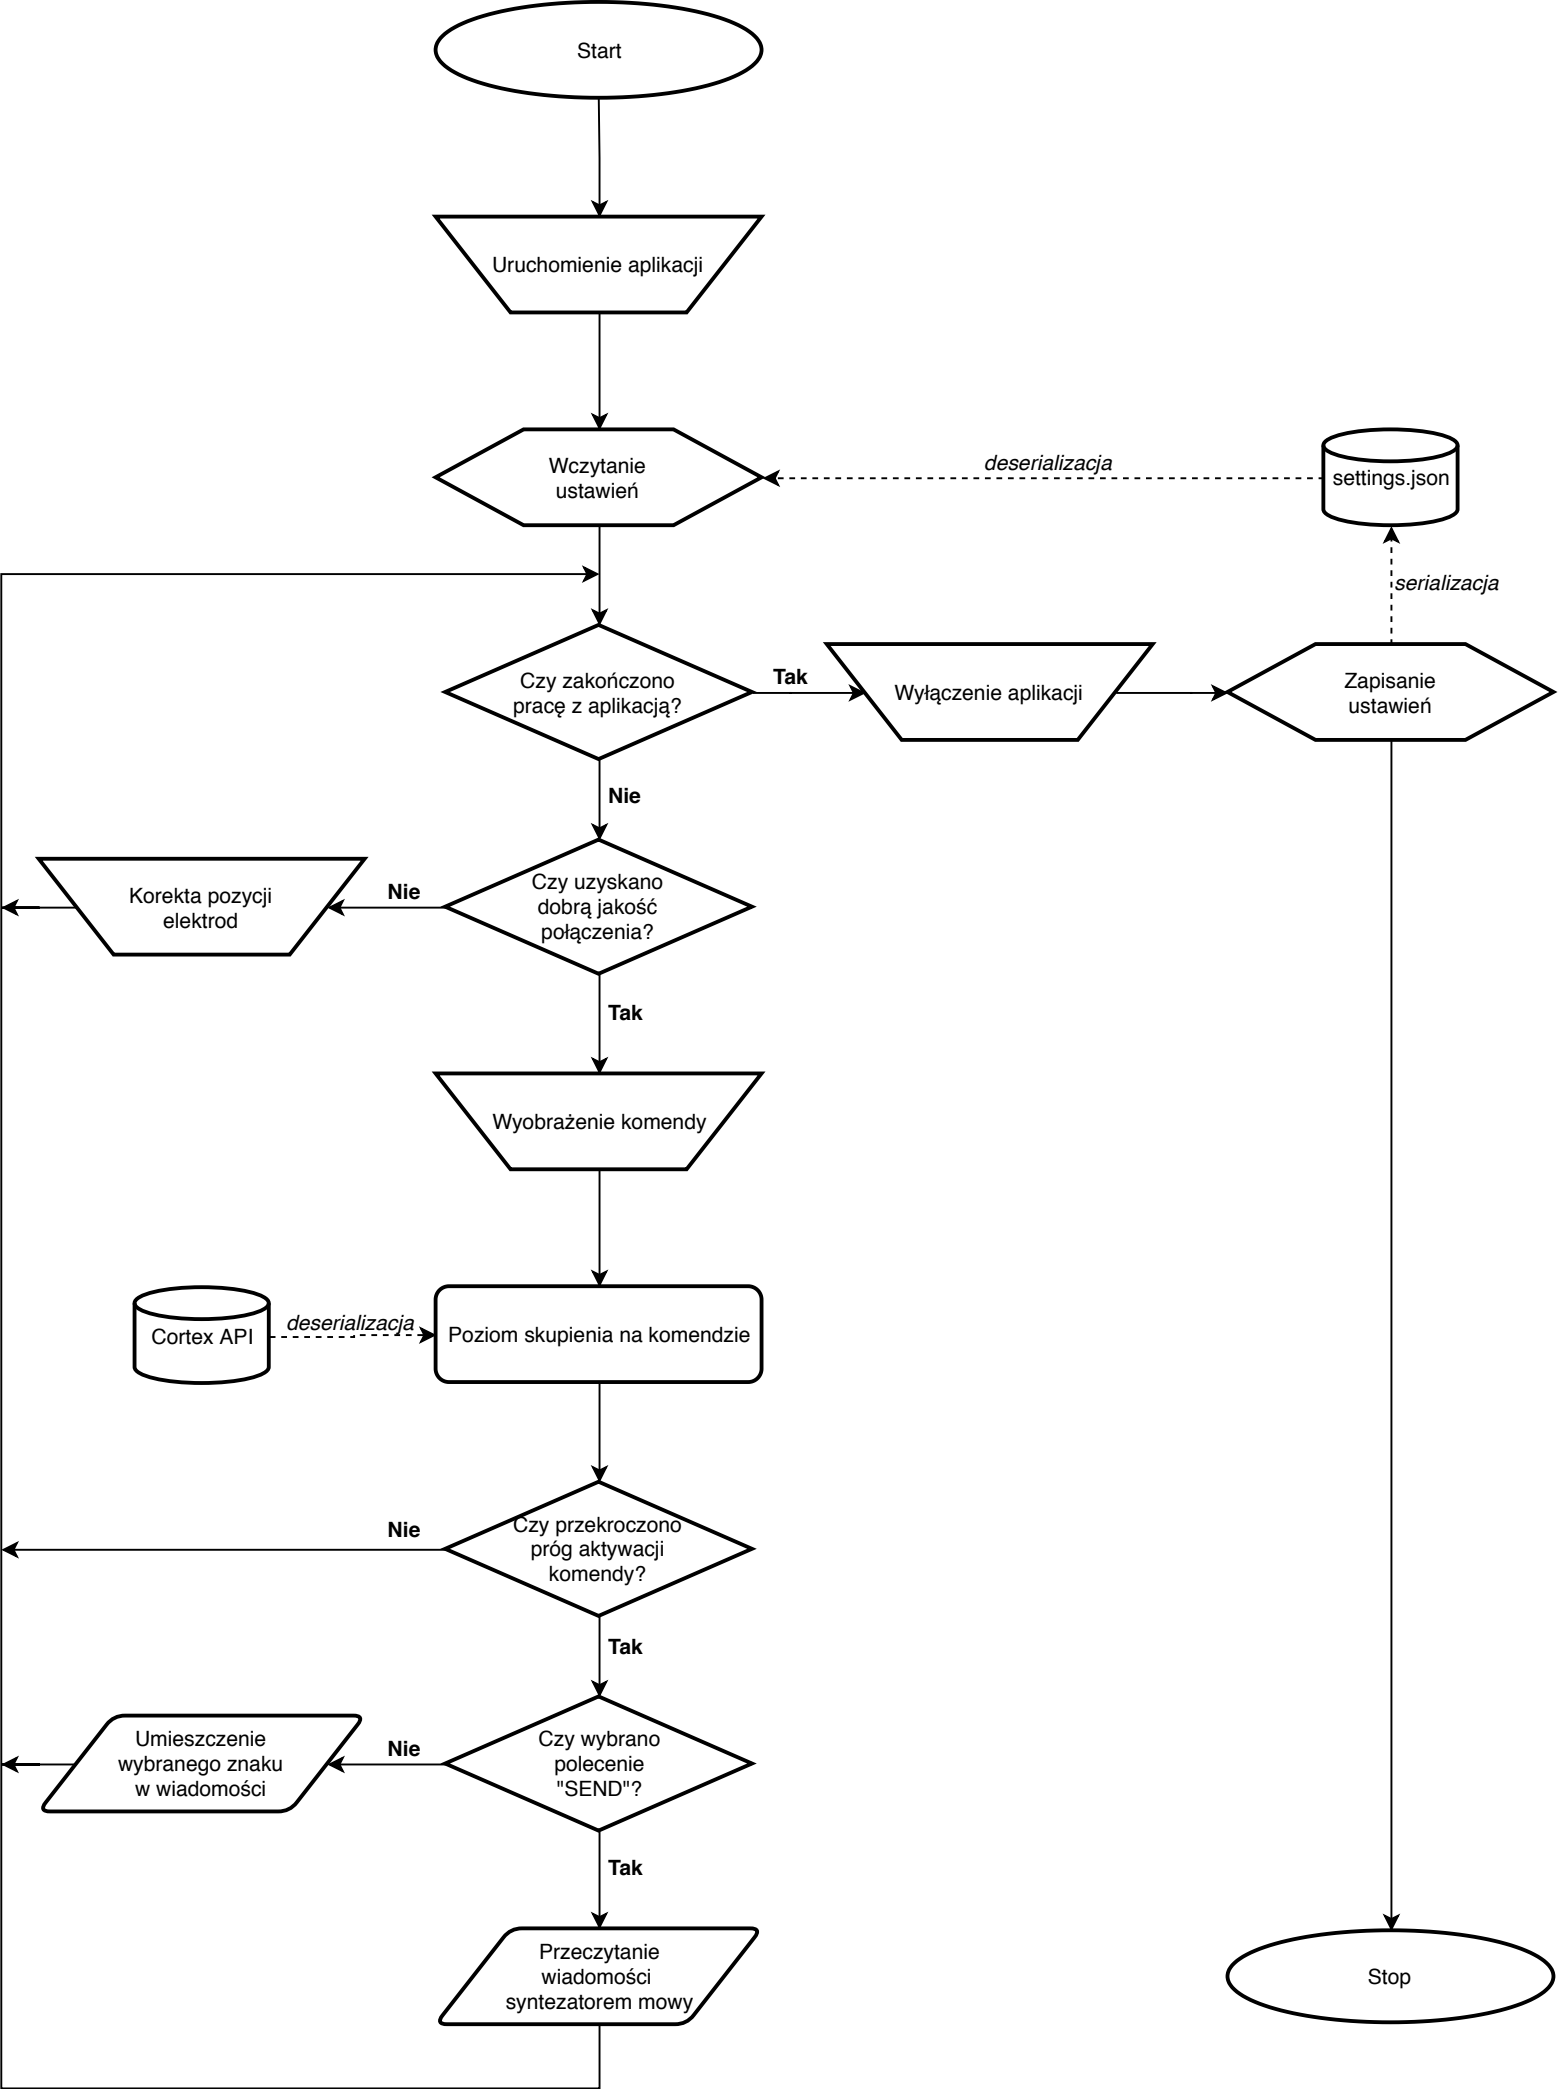 Start
Uruchomienie aplikacji
Wczytanie
ustawień
deserializacja
settings.json
serializacja
Czy zakończono
pracę z aplikacją?
Tak
Wyłączenie aplikacji
Zapisanie
ustawień
Nie
Czy uzyskano
dobrą jakość
połączenia?
Nie
Korekta pozycji
elektrod
Tak
Wyobrażenie komendy
Cortex API
deserializacja
Poziom skupienia na komendzie
Czy przekroczono
próg aktywacji
komendy?
Nie
Tak
Czy wybrano
polecenie
"SEND"?
Nie
Umieszczenie
wybranego znaku
w wiadomości
Tak
Przeczytanie
wiadomości
syntezatorem mowy
Stop